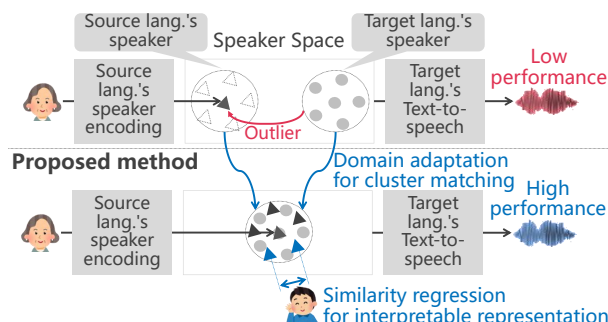 Source lang.'s
speaker
Speaker Space
Target lang.'s
speaker
Source
lang.'s
speaker
encoding
Outlier
Target
lang.'s
Text-to-
speech
Low
performance
Proposed method
Domain adaptation
for cluster matching
Source
lang.'s
speaker
encoding
Target
lang.'s
Text-to-
speech
High
performance
Similarity regression
for interpretable representation